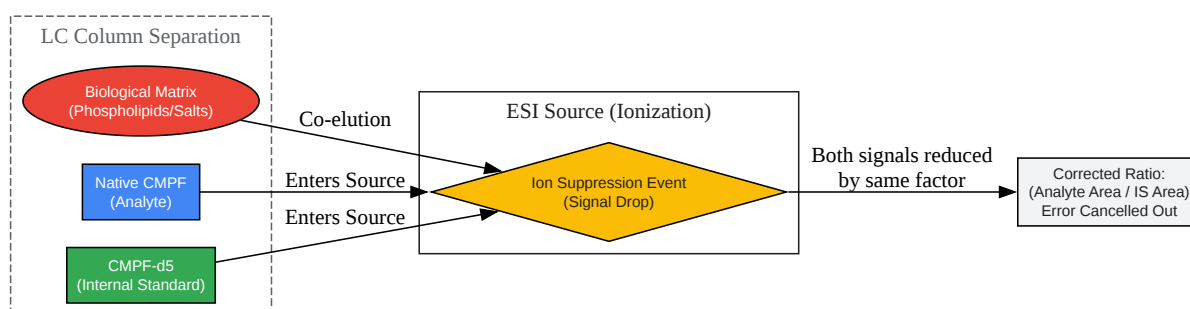 LC Column Separation
Biological Matrix
(Phospholipids/Salts)
Native CMPF
(Analyte)
CMPF-d5
(Internal Standard)
Co-elution
Enters Source
Enters Source
ESI Source (Ionization)
Ion Suppression Event
(Signal Drop)
Both signals reduced
by same factor
Corrected Ratio:
(Analyte Area / IS Area)
Error Cancelled Out